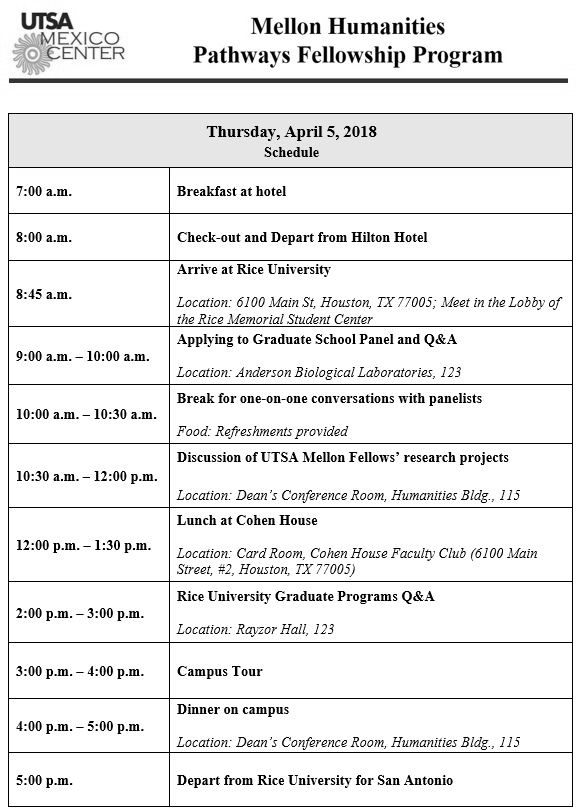 UTSA
MEXICO
CENTER
Mellon Humanities
Pathways Fellowship Program
Thursday, April 5, 2018
Schedule
7:00 a.m.
Breakfast at hotel
8:00 a.m.
Check-out and Depart from Hilton Hotel
8:45 a.m.
Arrive at Rice University
Location: 6100 Main St, Houston, TX 77005; Meet in the Lobby of
the Rice Memorial Student Center
9:00 a.m. – 10:00 a.m.
Applying to Graduate School Panel and Q&A
Location: Anderson Biological Laboratories, 123
10:00 a.m. – 10:30 a.m.
Break for one-on-one conversations with panelists
Food: Refreshments provided
10:30 a.m. – 12:00 p.m.
Discussion of UTSA Mellon Fellows’ research projects
Location: Dean’s Conference Room, Humanities Bldg., 115
12:00 p.m. – 1:30 p.m.
Lunch at Cohen House
Location: Card Room, Cohen House Faculty Club (6100 Main
Street, #2, Houston, TX 77005)
2:00 p.m. – 3:00 p.m.
Rice University Graduate Programs Q&A
Location: Rayzor Hall, 123
3:00 p.m. – 4:00 p.m.
Campus Tour
4:00 p.m. – 5:00 p.m.
Dinner on campus
Location: Dean’s Conference Room, Humanities Bldg., 115
5:00 p.m.
Depart from Rice University for San Antonio